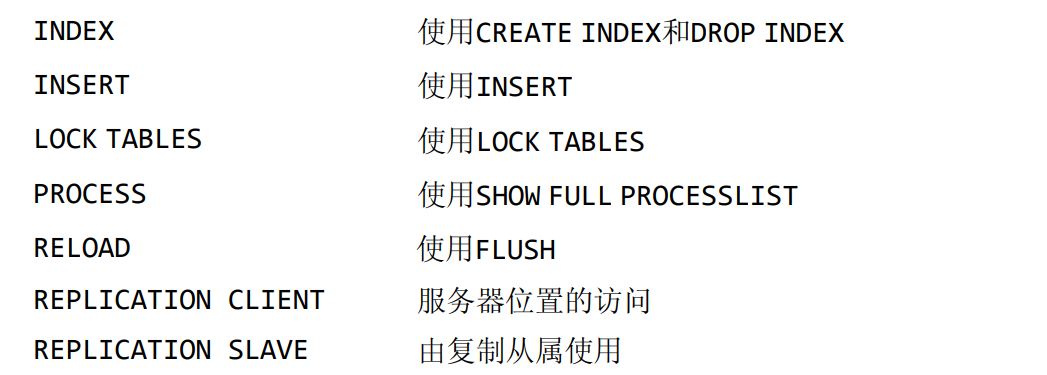 INDEX 使用CREATE INDEX和DROP INDEX
INSERT 使用INSERT
LOCK TABLES 使用LOCK TABLES
PROCESS 使用SHOW FULL PROCESSLIST
RELOAD 使用FLUSH
REPLICATION CLIENT 服务器位置的访问
REPLICATION SLAVE 由复制从属使用